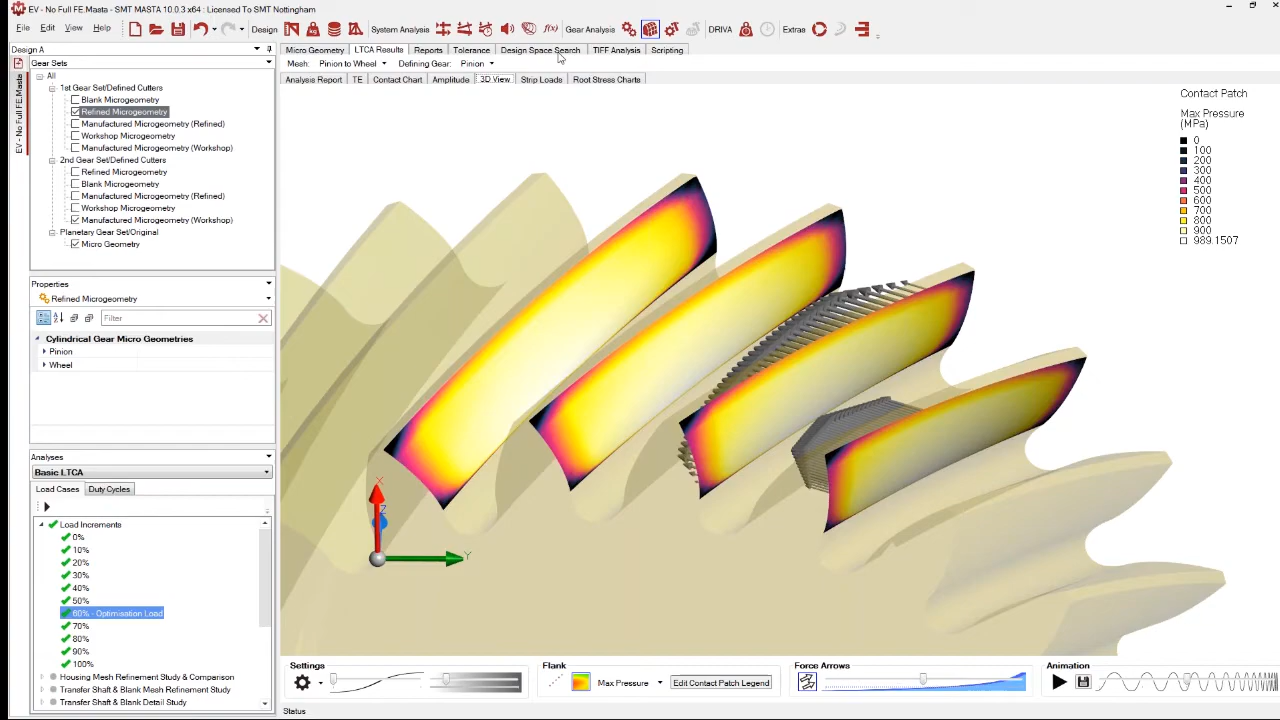 EV - No Full FE.Masta - SMT MASTA 10.0.3 x64 : Licensed To SMT Nottingham
File Edit View Help Design System Analysis f(x) Gear Analysis DRIVA Extras
Design A
Micro Geometry LTCA Results Reports Tolerance Design Space Search TIFF Analysis Scripting
Gear Sets
Mesh: Pinion to Wheel Defining Gear: Pinion
Analysis Report TE Contact Chart Amplitude 3D View Strip Loads Root Stress Charts
EV - No Full FE.Masta
All
1st Gear Set/Defined Cutters
Blank Microgeometry
Refined Microgeometry
Manufactured Microgeometry (Refined)
Workshop Microgeometry
Manufactured Microgeometry (Workshop)
2nd Gear Set/Defined Cutters
Refined Microgeometry
Blank Microgeometry
Manufactured Microgeometry (Refined)
Workshop Microgeometry
Manufactured Microgeometry (Workshop)
Planetary Gear Set/Original
Micro Geometry
Contact Patch
Max Pressure
(MPa)
0
100
200
300
400
500
600
700
800
900
989.1507
Properties
Refined Microgeometry
Filter
Cylindrical Gear Micro Geometries
Pinion
Wheel
Analyses
Basic LTCA
Load Cases Duty Cycles
Load Increments
0%
10%
20%
30%
40%
50%
60% - Optimisation Load
70%
80%
90%
100%
Housing Mesh Refinement Study & Comparison
Transfer Shaft & Blank Mesh Refinement Study
Transfer Shaft & Blank Detail Study
X
Z
Y
Settings
Flank
Max Pressure
Edit Contact Patch Legend
Force Arrows
Animation
Status